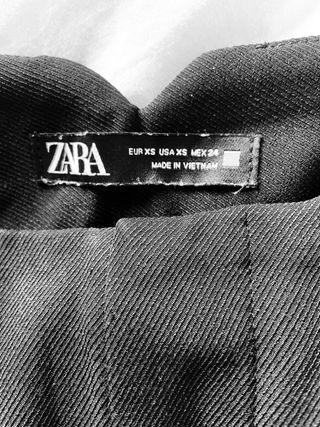 ZARA
EUR XS USA XS MEX 24
MADE IN VIETNAM